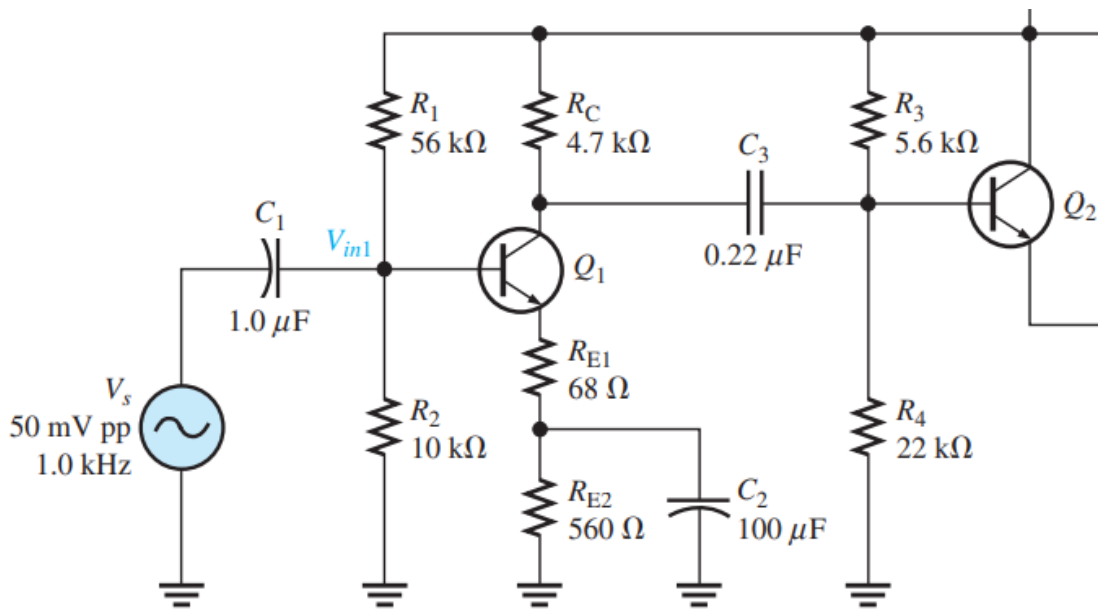 R1
56 kΩ
RC
4.7 kΩ
R3
5.6 kΩ
C3
0.22 μF
Q2
C1
1.0 μF
Vin1
Q1
RE1
68 Ω
Vs
50 mV pp
1.0 kHz
R2
10 kΩ
R4
22 kΩ
RE2
560 Ω
C2
100 μF